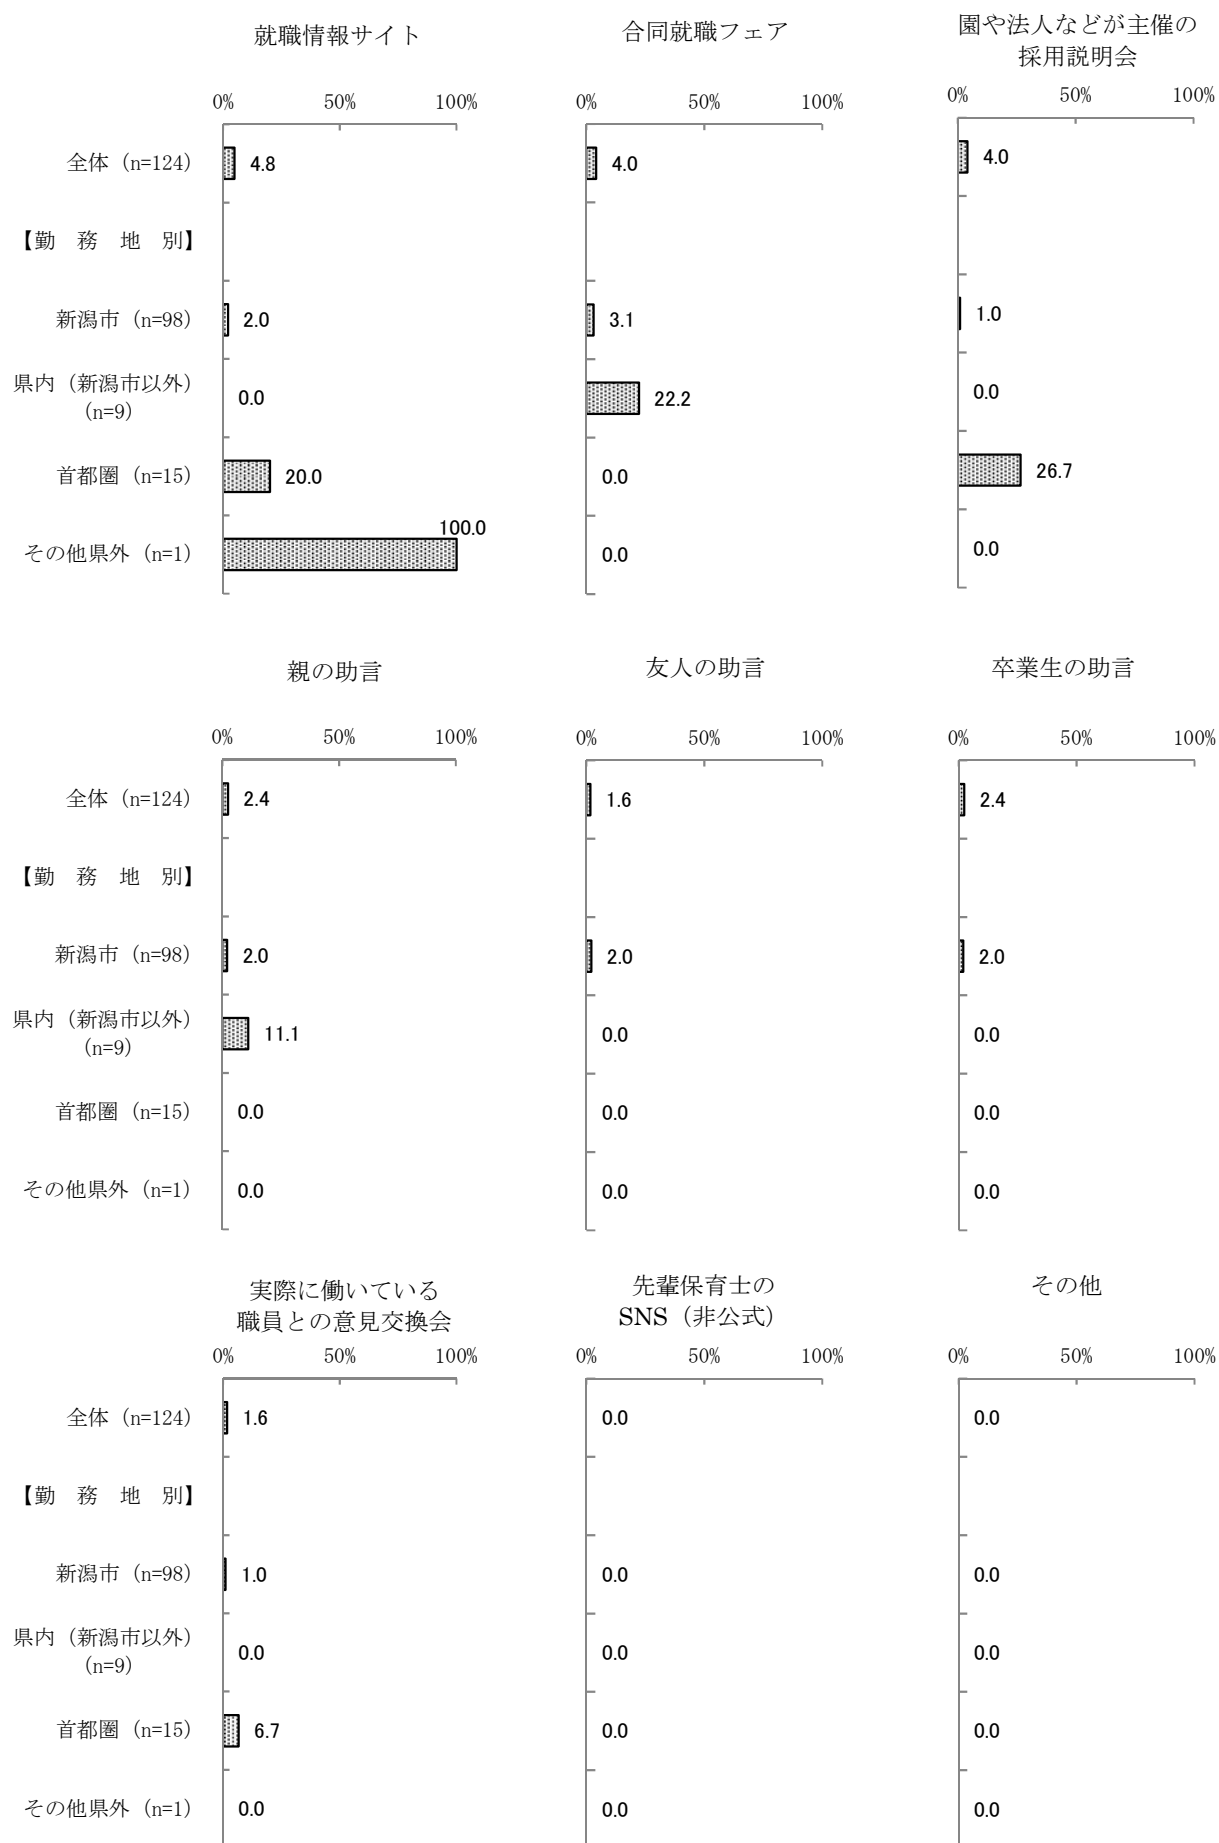 就職情報サイト
合同就職フェア
園や法人などが主催の
採用説明会
0% 50% 100%
0% 50% 100%
0% 50% 100%
全体（n=124） 4.8 4.0 4.0
【勤　務　地　別】
新潟市（n=98） 2.0 3.1 1.0
県内（新潟市以外）
（n=9） 0.0 22.2 0.0
首都圏（n=15） 20.0 0.0 26.7
その他県外（n=1） 100.0 0.0 0.0
親の助言
友人の助言
卒業生の助言
0% 50% 100%
0% 50% 100%
0% 50% 100%
全体（n=124） 2.4 1.6 2.4
【勤　務　地　別】
新潟市（n=98） 2.0 2.0 2.0
県内（新潟市以外）
（n=9） 11.1 0.0 0.0
首都圏（n=15） 0.0 0.0 0.0
その他県外（n=1） 0.0 0.0 0.0
実際に働いている
職員との意見交換会
先輩保育士の
SNS（非公式）
その他
0% 50% 100%
0% 50% 100%
0% 50% 100%
全体（n=124） 1.6 0.0 0.0
【勤　務　地　別】
新潟市（n=98） 1.0 0.0 0.0
県内（新潟市以外）
（n=9） 0.0 0.0 0.0
首都圏（n=15） 6.7 0.0 0.0
その他県外（n=1） 0.0 0.0 0.0